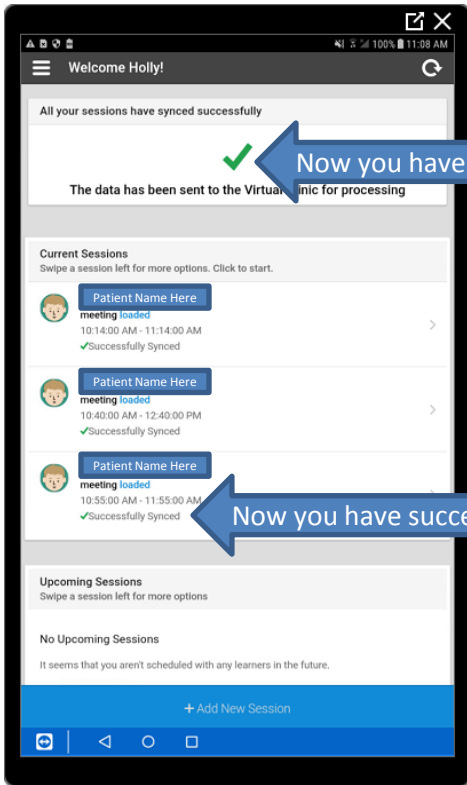 100% 11:08 AM
Welcome Holly!
All your sessions have synced successfully
Now you have
The data has been sent to the Virtual Clinic for processing
Current Sessions
Swipe a session left for more options. Click to start.
Patient Name Here
meeting loaded
10:14:00 AM - 11:14:00 AM
Successfully Synced
Patient Name Here
meeting loaded
10:40:00 AM - 12:40:00 PM
Successfully Synced
Patient Name Here
meeting loaded
10:55:00 AM - 11:55:00 AM
Successfully Synced
Now you have succe
Upcoming Sessions
Swipe a session left for more options
No Upcoming Sessions
It seems that you aren't scheduled with any learners in the future.
+ Add New Session